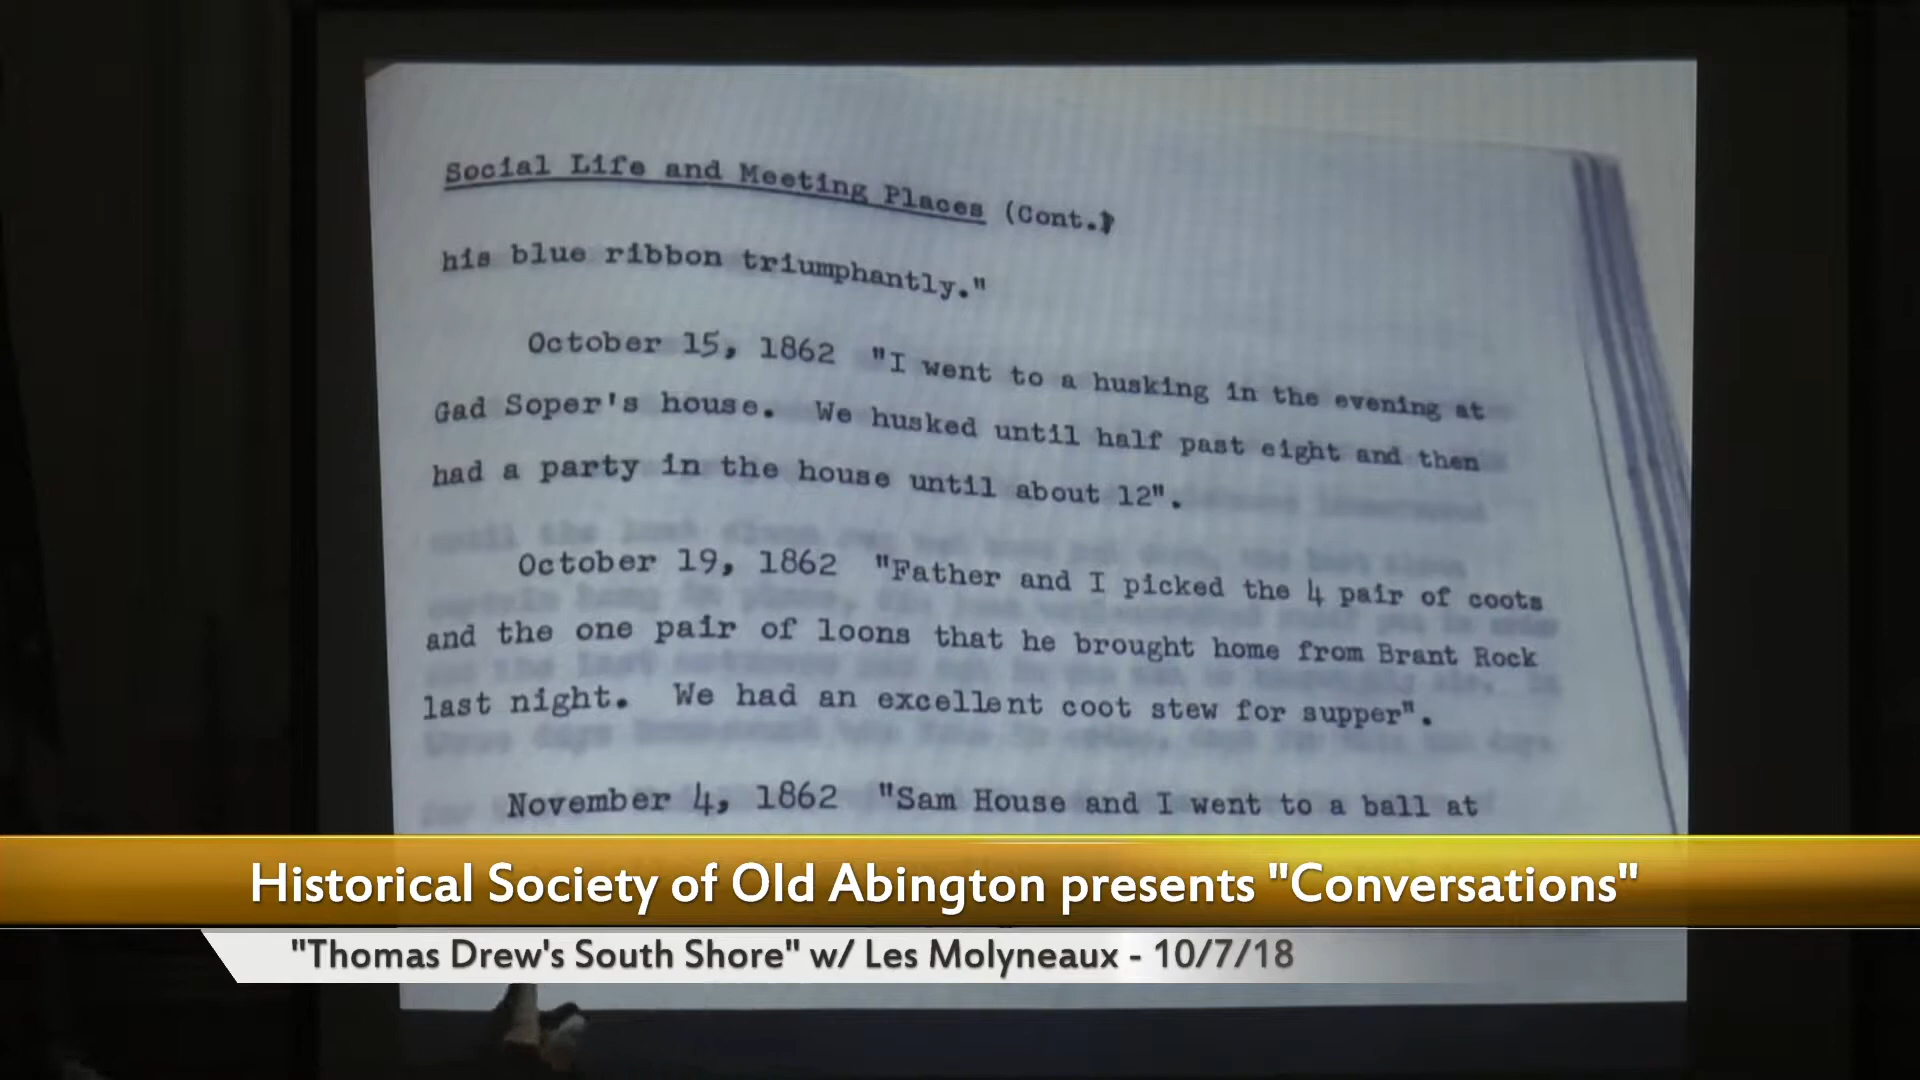 Social Life and Meeting Places (Cont.)
his blue ribbon triumphantly."
October 15, 1862 "I went to a husking in the evening at
Gad Soper's house. We husked until half past eight and then
had a party in the house until about 12".
October 19, 1862 "Father and I picked the 4 pair of coots
and the one pair of loons that he brought home from Brant Rock
last night. We had an excellent coot stew for supper".
November 4, 1862 "Sam House and I went to a ball at
Historical Society of Old Abington presents "Conversations"
"Thomas Drew's South Shore" w/ Les Molyneaux - 10/7/18